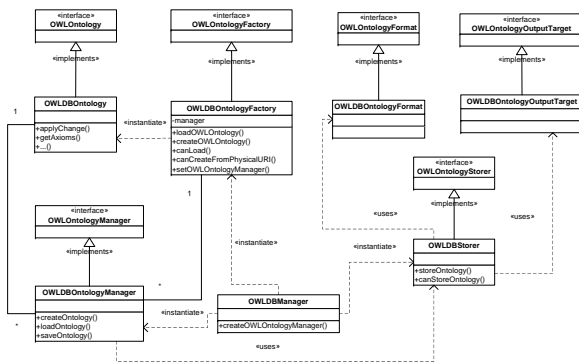 «interface»
OWLOntology
«interface»
OWLOntologyFactory
«interface»
OWLOntologyFormat
«interface»
OWLOntologyOutputTarget
«implements»
«implements»
«implements»
«implements»
1
OWLDBOntology
+applyChange()
+getAxioms()
+...()
«instantiate»
OWLDBOntologyFactory
-manager
+loadOWLOntology()
+createOWLOntology()
+canLoad()
+canCreateFromPhysicalURI()
+setOWLOntologyManager()
OWLDBOntologyFormat
OWLDBOntologyOutputTarget
«interface»
OWLOntologyStorer
«implements»
1
«interface»
OWLOntologyManager
«implements»
«uses»
«uses»
«instantiate»
«instantiate»
OWLDBStorer
+storeOntology()
+canStoreOntology()
*
OWLDBOntologyManager
+createOntology()
+loadOntology()
+saveOntology()
*
«instantiate»
OWLDBManager
+createOWLOntologyManager()
«uses»